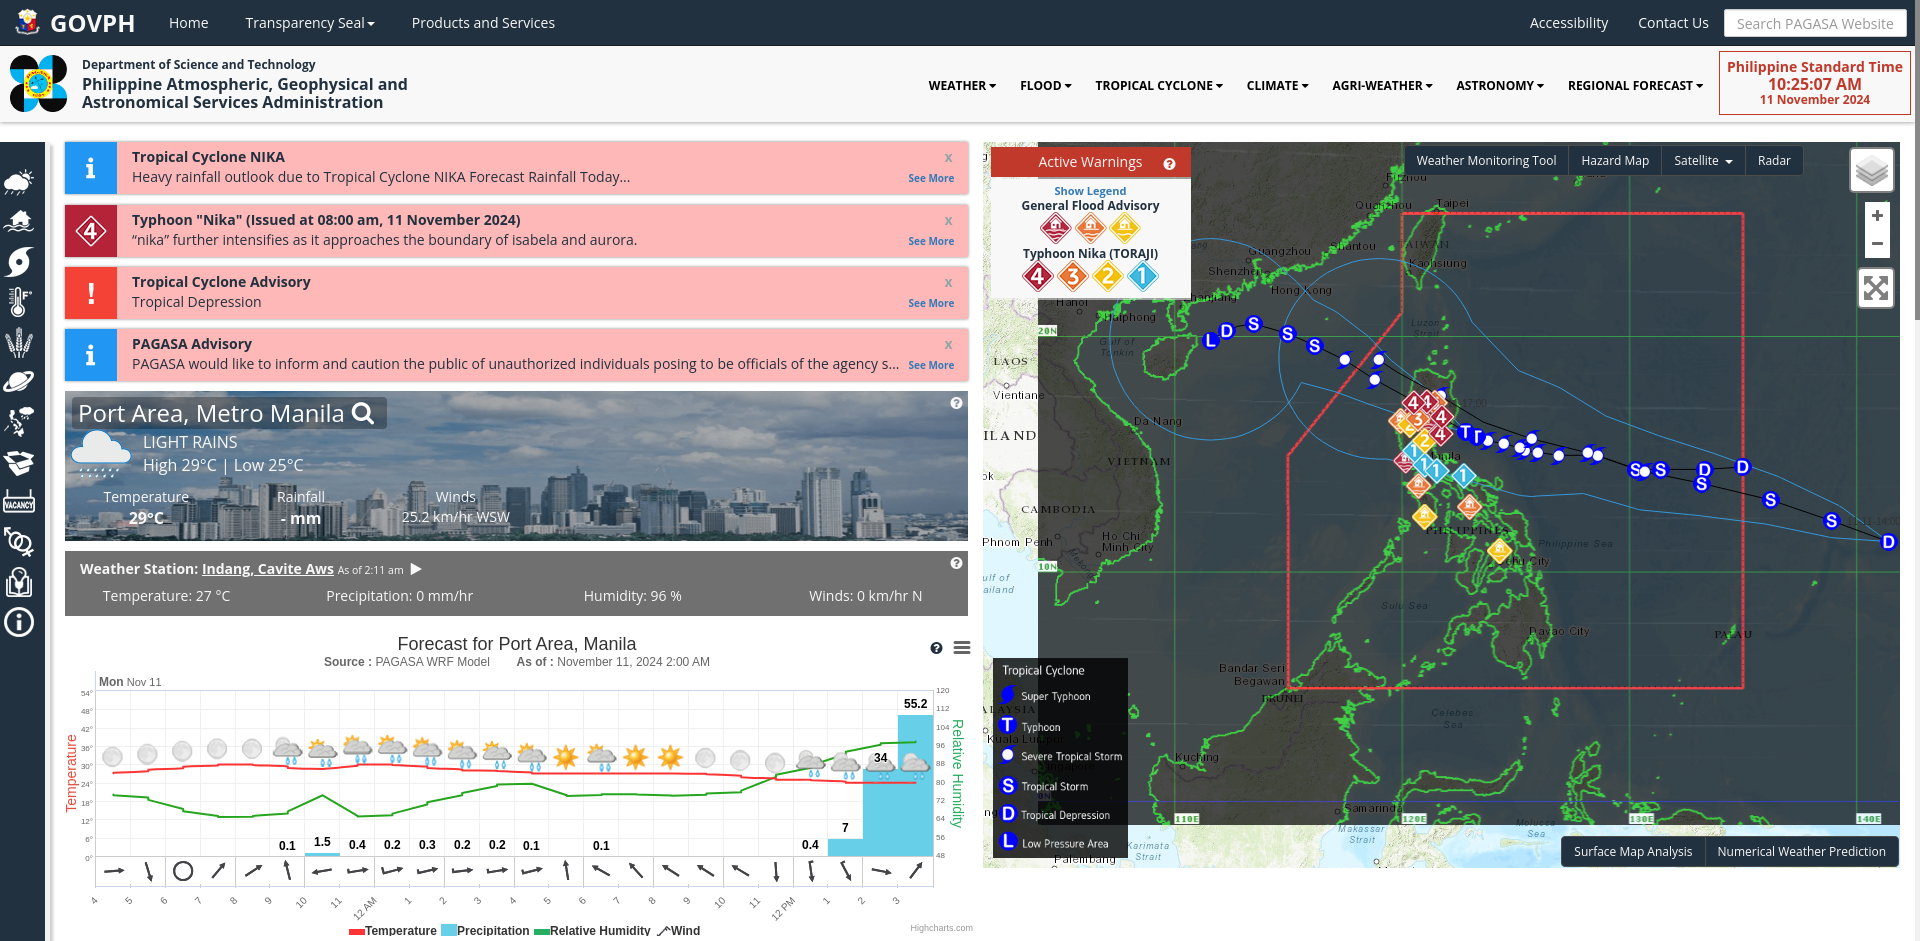 GOVPH
Home
Transparency Seal
Products and Services
Accessibility
Contact Us
Search PAGASA Website
Department of Science and Technology
Philippine Atmospheric, Geophysical and
Astronomical Services Administration
WEATHER
FLOOD
TROPICAL CYCLONE
CLIMATE
AGRI-WEATHER
ASTRONOMY
REGIONAL FORECAST
Philippine Standard Time
10:25:07 AM
11 November 2024
Tropical Cyclone NIKA
x
Heavy rainfall outlook due to Tropical Cyclone NIKA Forecast Rainfall Today...
See More
4
Typhoon "Nika" (Issued at 08:00 am, 11 November 2024)
x
“nika” further intensifies as it approaches the boundary of isabela and aurora.
See More
Tropical Cyclone Advisory
x
Tropical Depression
See More
PAGASA Advisory
x
PAGASA would like to inform and caution the public of unauthorized individuals posing to be officials of the agency s...
See More
Port Area, Metro Manila
LIGHT RAINS
High 29°C | Low 25°C
Temperature
29°C
Rainfall
- mm
Winds
25.2 km/hr WSW
Weather Station: Indang, Cavite Aws As of 2:11 am
Temperature: 27 °C
Precipitation: 0 mm/hr
Humidity: 96 %
Winds: 0 km/hr N
Forecast for Port Area, Manila
Source : PAGASA WRF Model As of : November 11, 2024 2:00 AM
Mon Nov 11
54°
48°
42°
36°
30°
24°
18°
12°
6°
0°
Temperature
120
112
104
96
88
80
72
64
56
48
Relative Humidity
0.1
1.5
0.4
0.2
0.3
0.2
0.2
0.1
0.1
0.4
7
34
55.2
4
5
6
7
8
9
10
11
12 AM
1
2
3
4
5
6
7
8
9
10
11
12 PM
1
2
3
Temperature
Precipitation
Relative Humidity
Wind
Highcharts.com
VACANCY
Active Warnings
Show Legend
General Flood Advisory
Typhoon Nika (TORAJI)
4 3 2 1
Weather Monitoring Tool
Hazard Map
Satellite
Radar
+
−
Fuzhou
Quanzhou
Taipei
TAIWAN
Kaohsiung
Shantou
Guangzhou
Shenzhen
Hong Kong
Zhanjiang
Hanoi
Haiphong
Gulf of
Tonkin
Luzon
Strait
20N
LAOS
Vientiane
Da Nang
VIETNAM
CAMBODIA
Phnom Penh
Ho Chi
Minh City
10N
PHILIPPINES
Philippine Sea
Sulu Sea
Davao City
PALAU
Bandar Seri
Begawan
BRUNEI
Celebes
Sea
Kuching
Samarinda
Makassar
Strait
Molucca
Sea
Karimata
Strait
Palembang
110E
120E
130E
140E
Tropical Cyclone
Super Typhoon
T Typhoon
Severe Tropical Storm
S Tropical Storm
D Tropical Depression
L Low Pressure Area
Surface Map Analysis
Numerical Weather Prediction